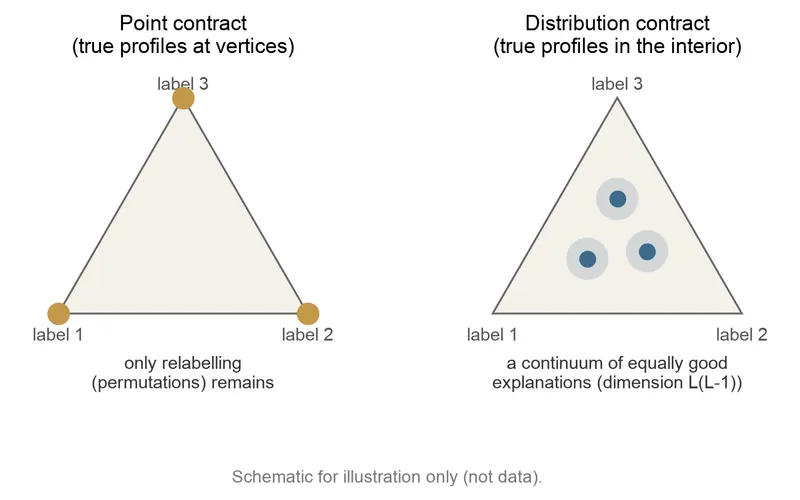 Point contract
(true profiles at vertices)
label 3
label 1
label 2
only relabelling
(permutations) remains
Distribution contract
(true profiles in the interior)
label 3
label 1
label 2
a continuum of equally good
explanations (dimension L(L-1))
Schematic for illustration only (not data).